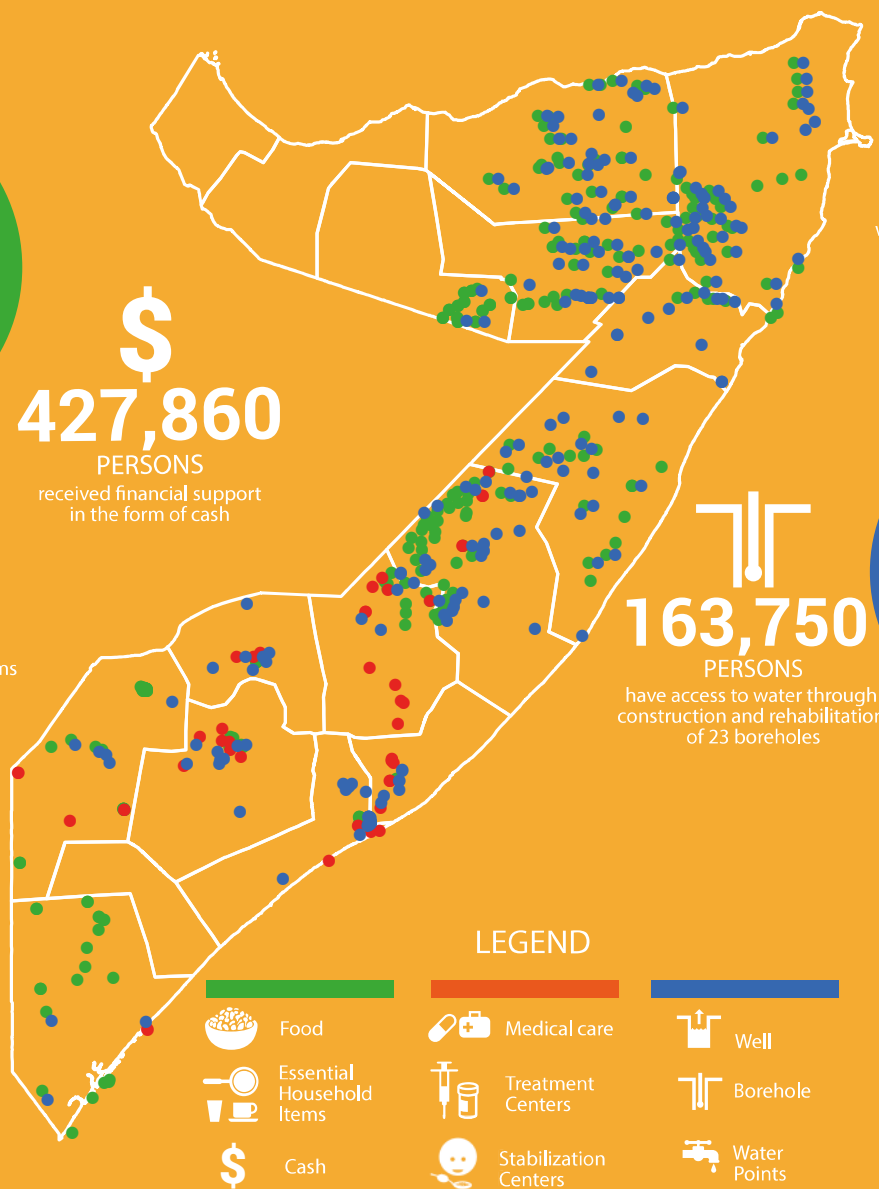 $
427,860
PERSONS
received financial support
in the form of cash
163,750
PERSONS
have access to water through
construction and rehabilitation
of 23 boreholes
LEGEND
Food
Essential
Household
Items
$
Cash
Medical care
Treatment
Centers
Stabilization
Centers
Well
Borehole
Water
Points